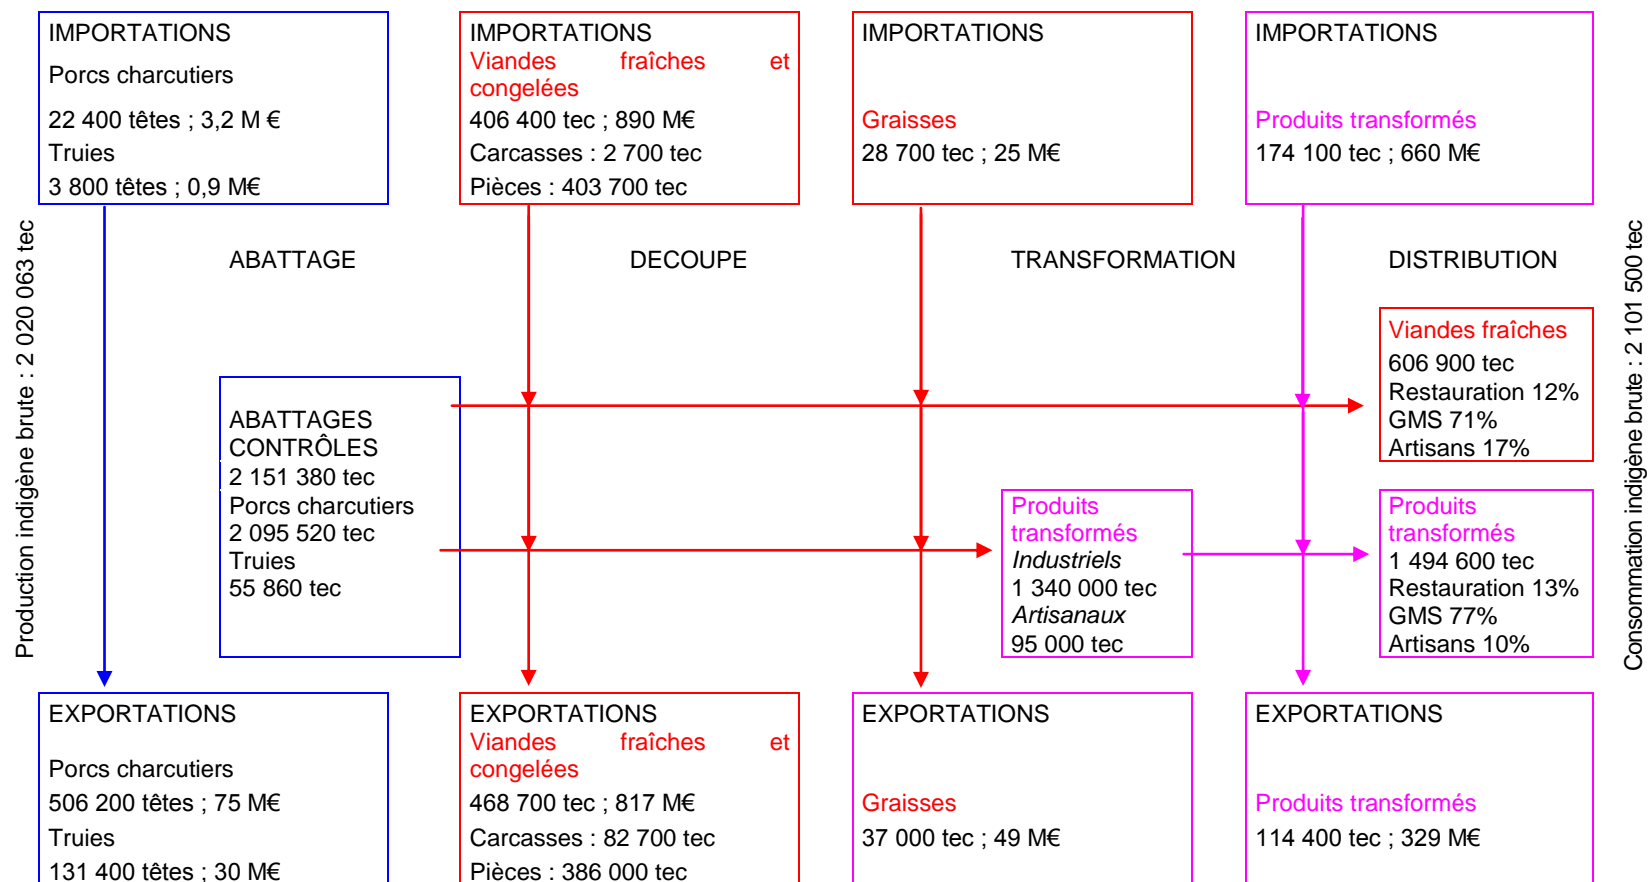 IMPORTATIONS
Porcs charcutiers
22 400 têtes ; 3,2 M €
Truies
3 800 têtes ; 0,9 M€
IMPORTATIONS
Viandes fraîches et
congelées
406 400 tec ; 890 M€
Carcasses : 2 700 tec
Pièces : 403 700 tec
IMPORTATIONS
Graisses
28 700 tec ; 25 M€
IMPORTATIONS
Produits transformés
174 100 tec ; 660 M€
Production indigène brute : 2 020 063 tec
ABATTAGE
DECOUPE
TRANSFORMATION
DISTRIBUTION
Consommation indigène brute : 2 101 500 tec
ABATTAGES
CONTRÔLES
2 151 380 tec
Porcs charcutiers
2 095 520 tec
Truies
55 860 tec
Viandes fraîches
606 900 tec
Restauration 12%
GMS 71%
Artisans 17%
Produits
transformés
Industriels
1 340 000 tec
Artisanaux
95 000 tec
Produits
transformés
1 494 600 tec
Restauration 13%
GMS 77%
Artisans 10%
EXPORTATIONS
Porcs charcutiers
506 200 têtes ; 75 M€
Truies
131 400 têtes ; 30 M€
EXPORTATIONS
Viandes fraîches et
congelées
468 700 tec ; 817 M€
Carcasses : 82 700 tec
Pièces : 386 000 tec
EXPORTATIONS
Graisses
37 000 tec ; 49 M€
EXPORTATIONS
Produits transformés
114 400 tec ; 329 M€